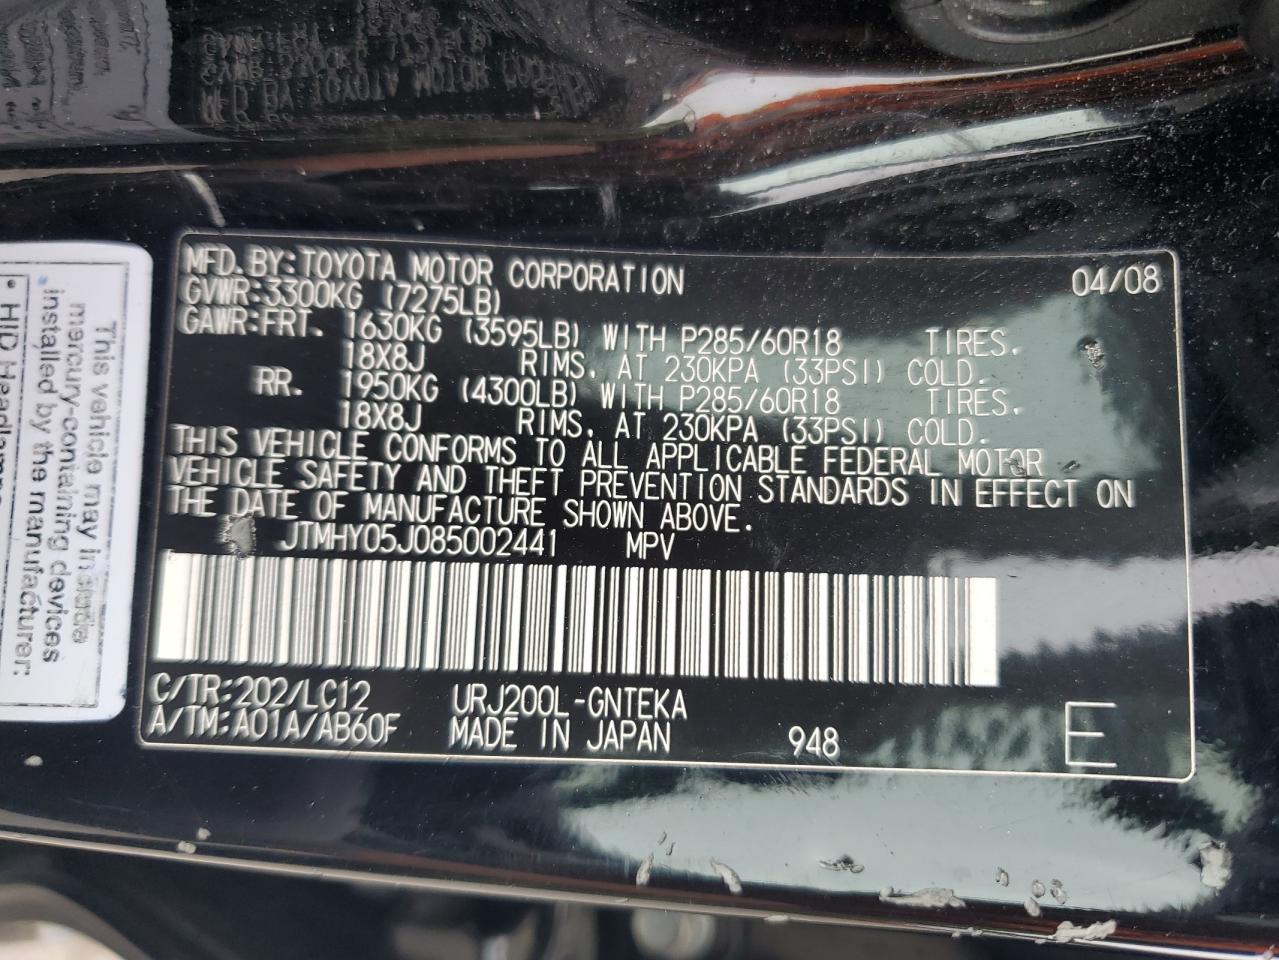 MFD. BY: TOYOTA MOTOR CORPORATION 04/08
GVWR: 3300KG (7275LB)
GAWR: FRT. 1630KG (3595LB) WITH P285/60R18 TIRES.
18X8J RIMS, AT 230KPA (33PSI) COLD.
RR. 1950KG (4300LB) WITH P285/60R18 TIRES.
18X8J RIMS, AT 230KPA (33PSI) COLD.
THIS VEHICLE CONFORMS TO ALL APPLICABLE FEDERAL MOTOR
VEHICLE SAFETY AND THEFT PREVENTION STANDARDS IN EFFECT ON
THE DATE OF MANUFACTURE SHOWN ABOVE.
JTMHY05J085002441 MPV
C/TR: 202/LC12 URJ200L-GNTEKA
A/TM: A01A/AB60F MADE IN JAPAN 948 E
This vehicle may include
mercury-containing devices
installed by the manufacturer:
• HID